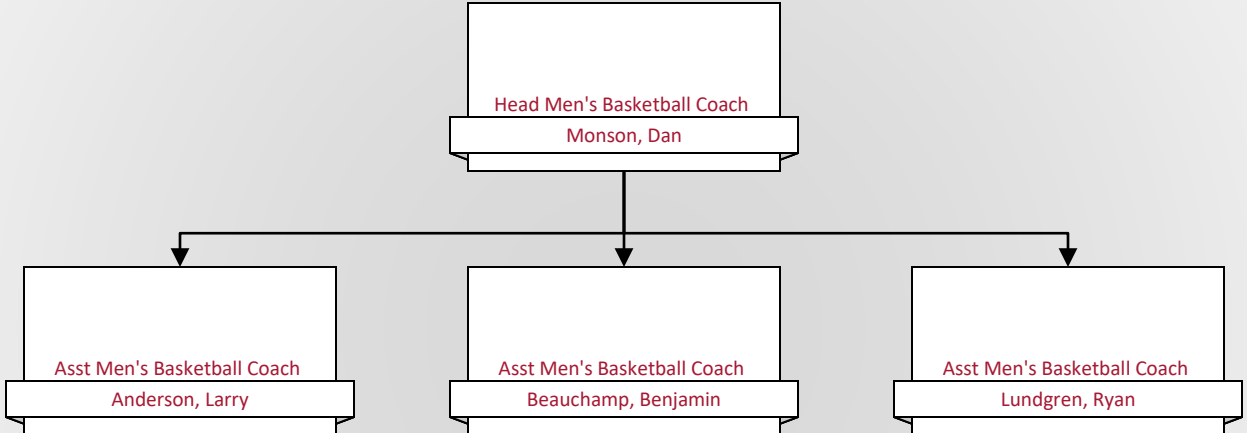 Head Men's Basketball Coach
Monson, Dan
Asst Men's Basketball Coach
Anderson, Larry
Asst Men's Basketball Coach
Beauchamp, Benjamin
Asst Men's Basketball Coach
Lundgren, Ryan